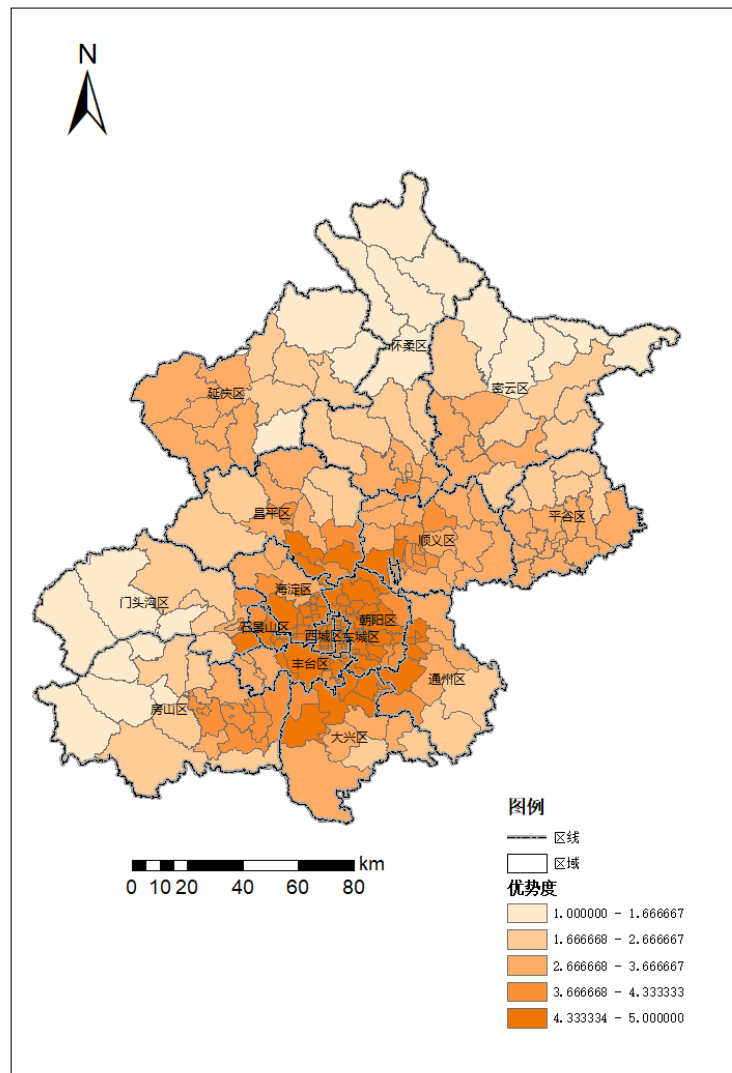 N
怀柔区
密云区
延庆区
昌平区
顺义区
平谷区
海淀区
门头沟区
石景山区
西城区
东城区
朝阳区
丰台区
通州区
房山区
大兴区
km
0 10 20 40 60 80
图例
区线
区域
优势度
1.000000 - 1.666667
1.666668 - 2.666667
2.666668 - 3.666667
3.666668 - 4.333333
4.333334 - 5.000000